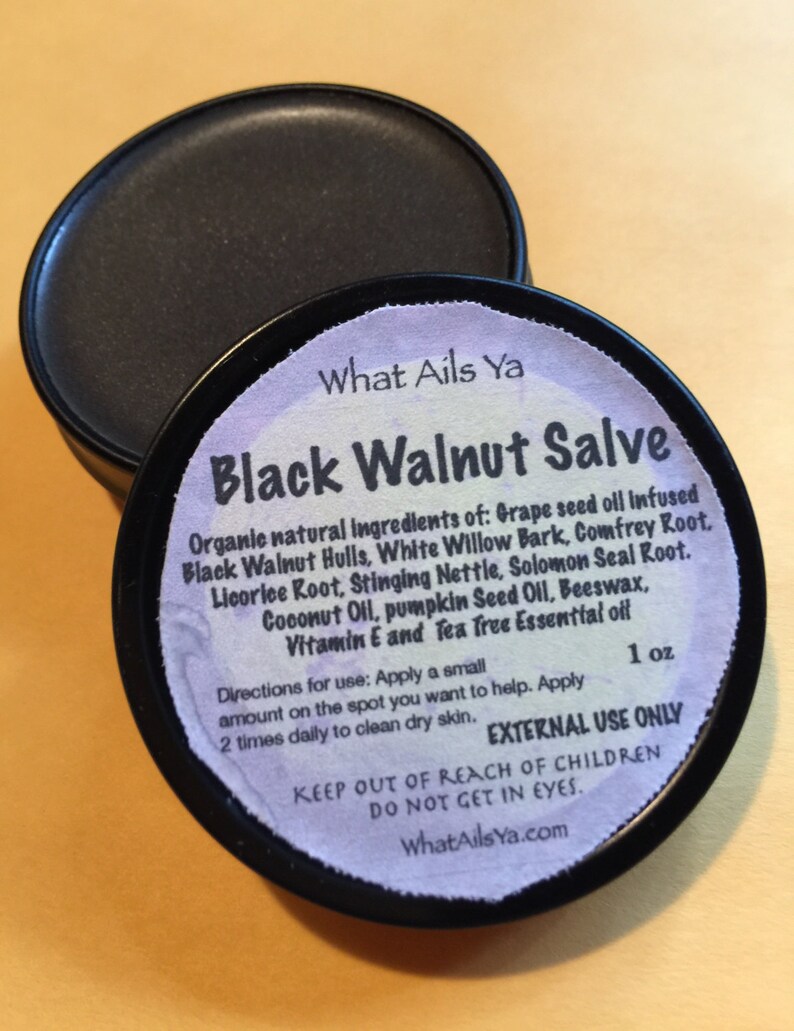 What Ails Ya
Black Walnut Salve
Organic natural Ingredients of: Grape seed oil Infused
Black Walnut Hulls, White Willow Bark, Comfrey Root,
Licorice Root, Stinging Nettle, Solomon Seal Root.
Coconut Oil, pumpkin Seed Oil, Beeswax,
Vitamin E and Tea Tree Essential oil
1 oz
Directions for use: Apply a small
amount on the spot you want to help. Apply
2 times daily to clean dry skin.
EXTERNAL USE ONLY
KEEP OUT OF REACH OF CHILDREN
DO NOT GET IN EYES.
WhatAilsYa.com